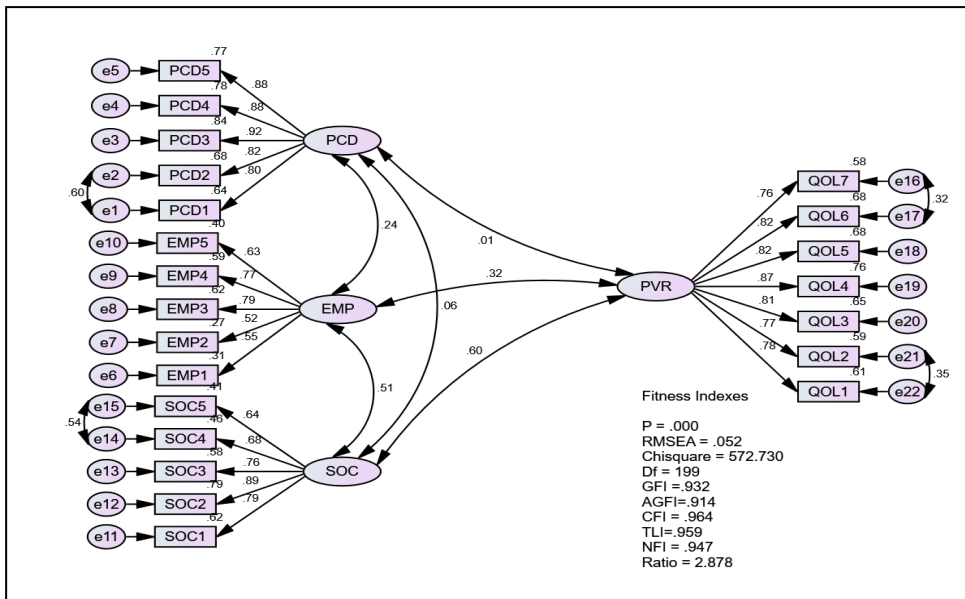 .77
e5 PCD5
.88
.78
e4 PCD4
.88
.84
e3 PCD3 .92 PCD
.68
.82
e2 PCD2
.80
.60
.64
e1 PCD1
.40
e10 EMP5
.63
.59
e9 EMP4
.77
.62
e8 EMP3 .79 EMP
.27
.52
e7 EMP2
.55
.31
e6 EMP1
.41
e15 SOC5
.64
.54
.46
e14 SOC4
.68
.58
e13 SOC3 .76 SOC
.79
.89
e12 SOC2
.79
.62
e11 SOC1
.24
.01
.32
.06
.60
.51
PVR
.58
.76 QOL7 e16
.32
.68
.82 QOL6 e17
.68
.82 QOL5 e18
.76
.87 QOL4 e19
.65
.81 QOL3 e20
.59
.77 QOL2 e21
.35
.61
.78 QOL1 e22
Fitness Indexes
P = .000
RMSEA = .052
Chisquare = 572.730
Df = 199
GFI =.932
AGFI=.914
CFI = .964
TLI=.959
NFI = .947
Ratio = 2.878